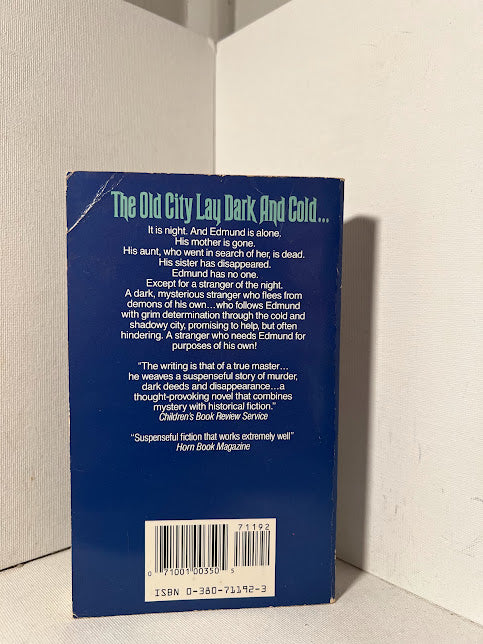 The Old City Lay Dark And Cold...
It is night. And Edmund is alone.
His mother is gone.
His aunt, who went in search of her, is dead.
His sister has disappeared.
Edmund has no one.
Except for a stranger of the night.
A dark, mysterious stranger who flees from
demons of his own...who follows Edmund
with grim determination through the cold and
shadowy city, promising to help, but often
hindering. A stranger who needs Edmund for
purposes of his own!
"The writing is that of a true master...
he weaves a suspenseful story of murder,
dark deeds and disappearance...a
thought-provoking novel that combines
mystery with historical fiction."
Children's Book Review Service
"Suspenseful fiction that works extremely well"
Horn Book Magazine
71192
0 71001 00350 5
ISBN 0-380-71192-3